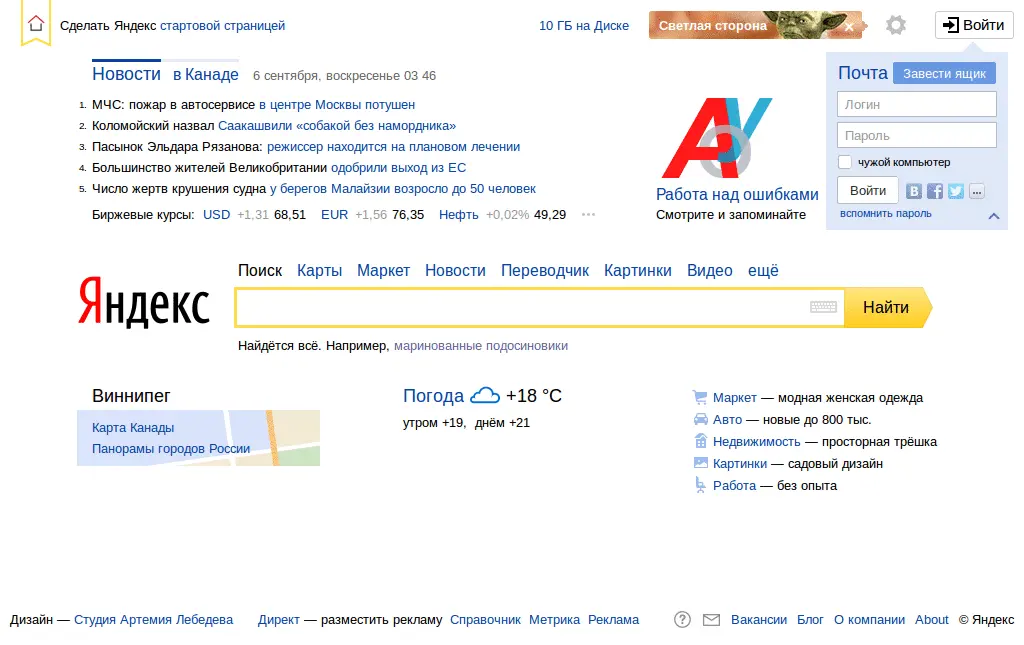 Сделать Яндекс стартовой страницей
10 ГБ на Диске
Светлая сторона
Войти
Новости в Канаде 6 сентября, воскресенье 03 46
1. МЧС: пожар в автосервисе в центре Москвы потушен
2. Коломойский назвал Саакашвили «собакой без намордника»
3. Пасынок Эльдара Рязанова: режиссер находится на плановом лечении
4. Большинство жителей Великобритании одобрили выход из ЕС
5. Число жертв крушения судна у берегов Малайзии возросло до 50 человек
Биржевые курсы: USD +1,31 68,51 EUR +1,56 76,35 Нефть +0,02% 49,29 ...
Работа над ошибками
Смотрите и запоминайте
Почта Завести ящик
Логин
Пароль
чужой компьютер
Войти
вспомнить пароль
Поиск Карты Маркет Новости Переводчик Картинки Видео ещё
Яндекс
Найти
Найдётся всё. Например, маринованные подосиновики
Виннипег
Карта Канады
Панорамы городов России
Погода +18 °C
утром +19, днём +21
Маркет — модная женская одежда
Авто — новые до 800 тыс.
Недвижимость — просторная трёшка
Картинки — садовый дизайн
Работа — без опыта
Дизайн — Студия Артемия Лебедева Директ — разместить рекламу Справочник Метрика Реклама ? Вакансии Блог О компании About © Яндекс